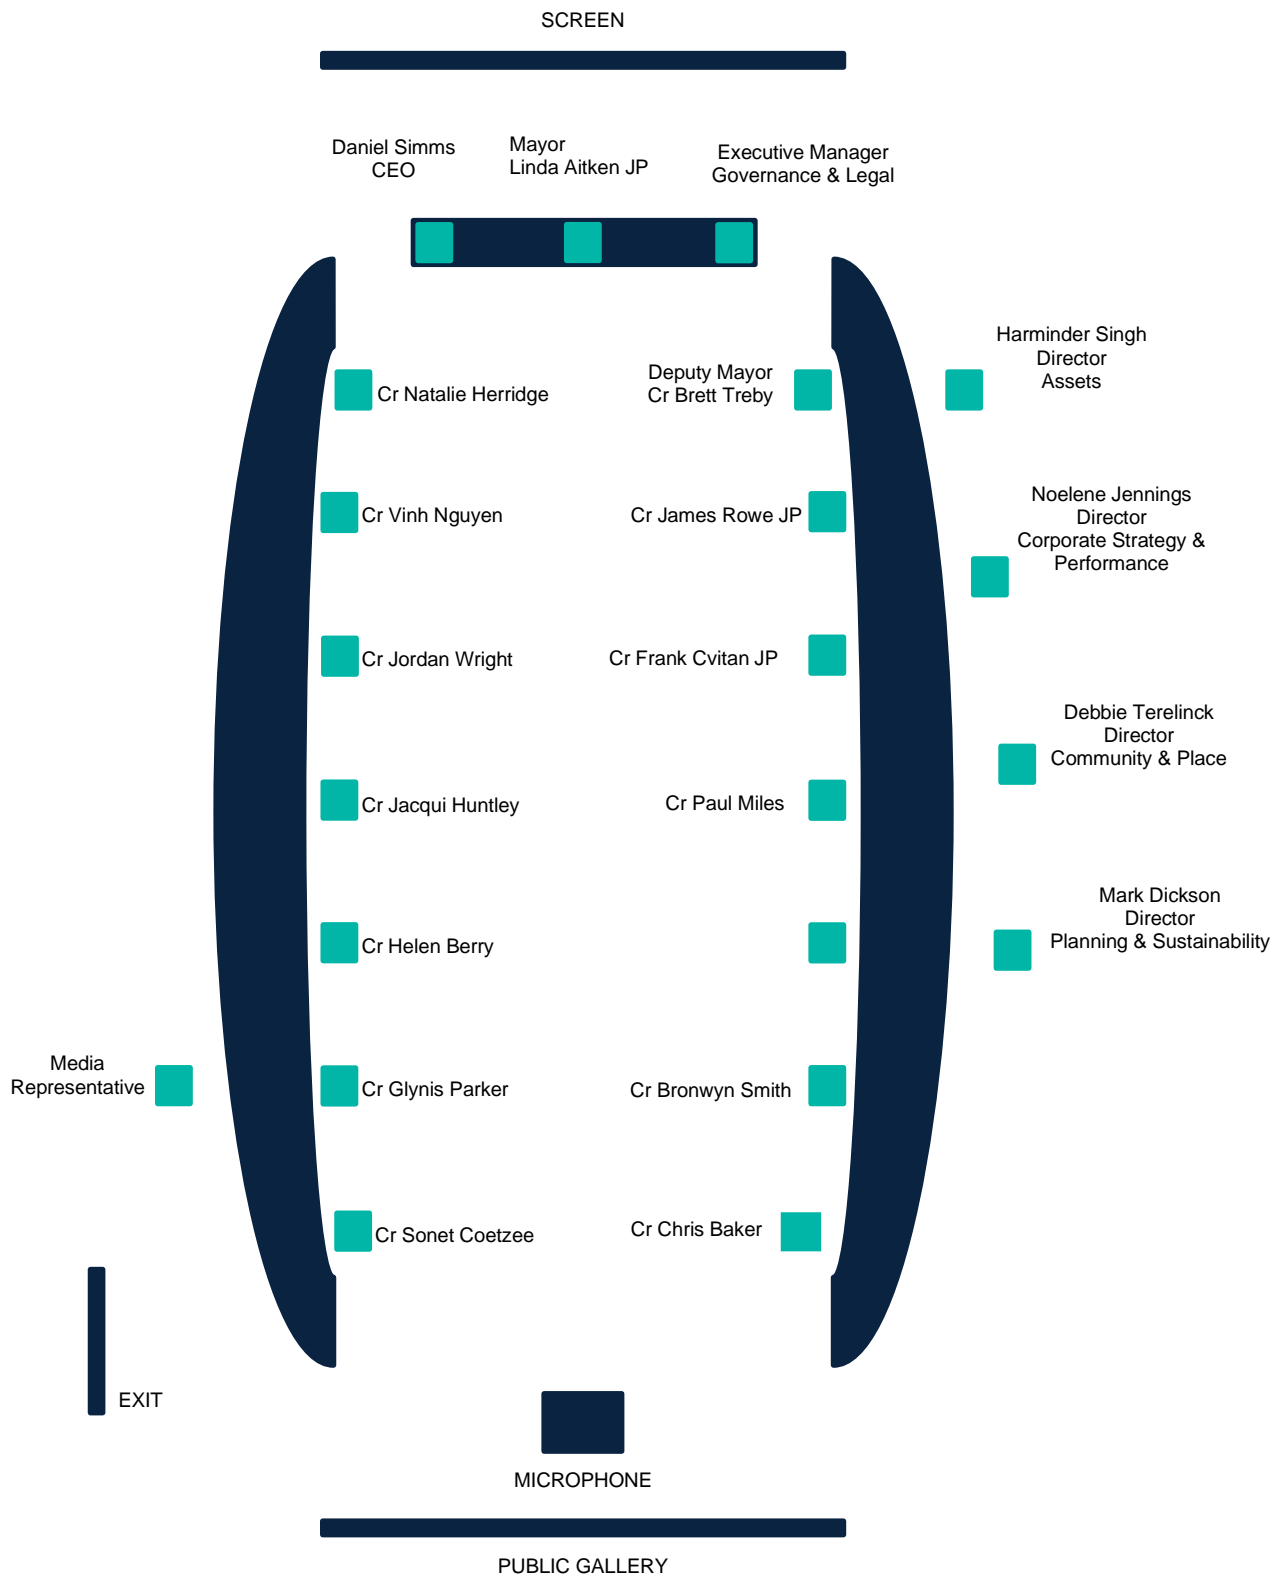 SCREEN
Daniel Simms
CEO
Mayor
Linda Aitken JP
Executive Manager
Governance & Legal
Harminder Singh
Director
Assets
Cr Natalie Herridge
Deputy Mayor
Cr Brett Treby
Noelene Jennings
Director
Corporate Strategy &
Performance
Cr Vinh Nguyen
Cr James Rowe JP
Cr Jordan Wright
Cr Frank Cvitan JP
Debbie Terelinck
Director
Community & Place
Cr Jacqui Huntley
Cr Paul Miles
Mark Dickson
Director
Planning & Sustainability
Cr Helen Berry
Media
Representative
Cr Glynis Parker
Cr Bronwyn Smith
Cr Sonet Coetzee
Cr Chris Baker
EXIT
MICROPHONE
PUBLIC GALLERY